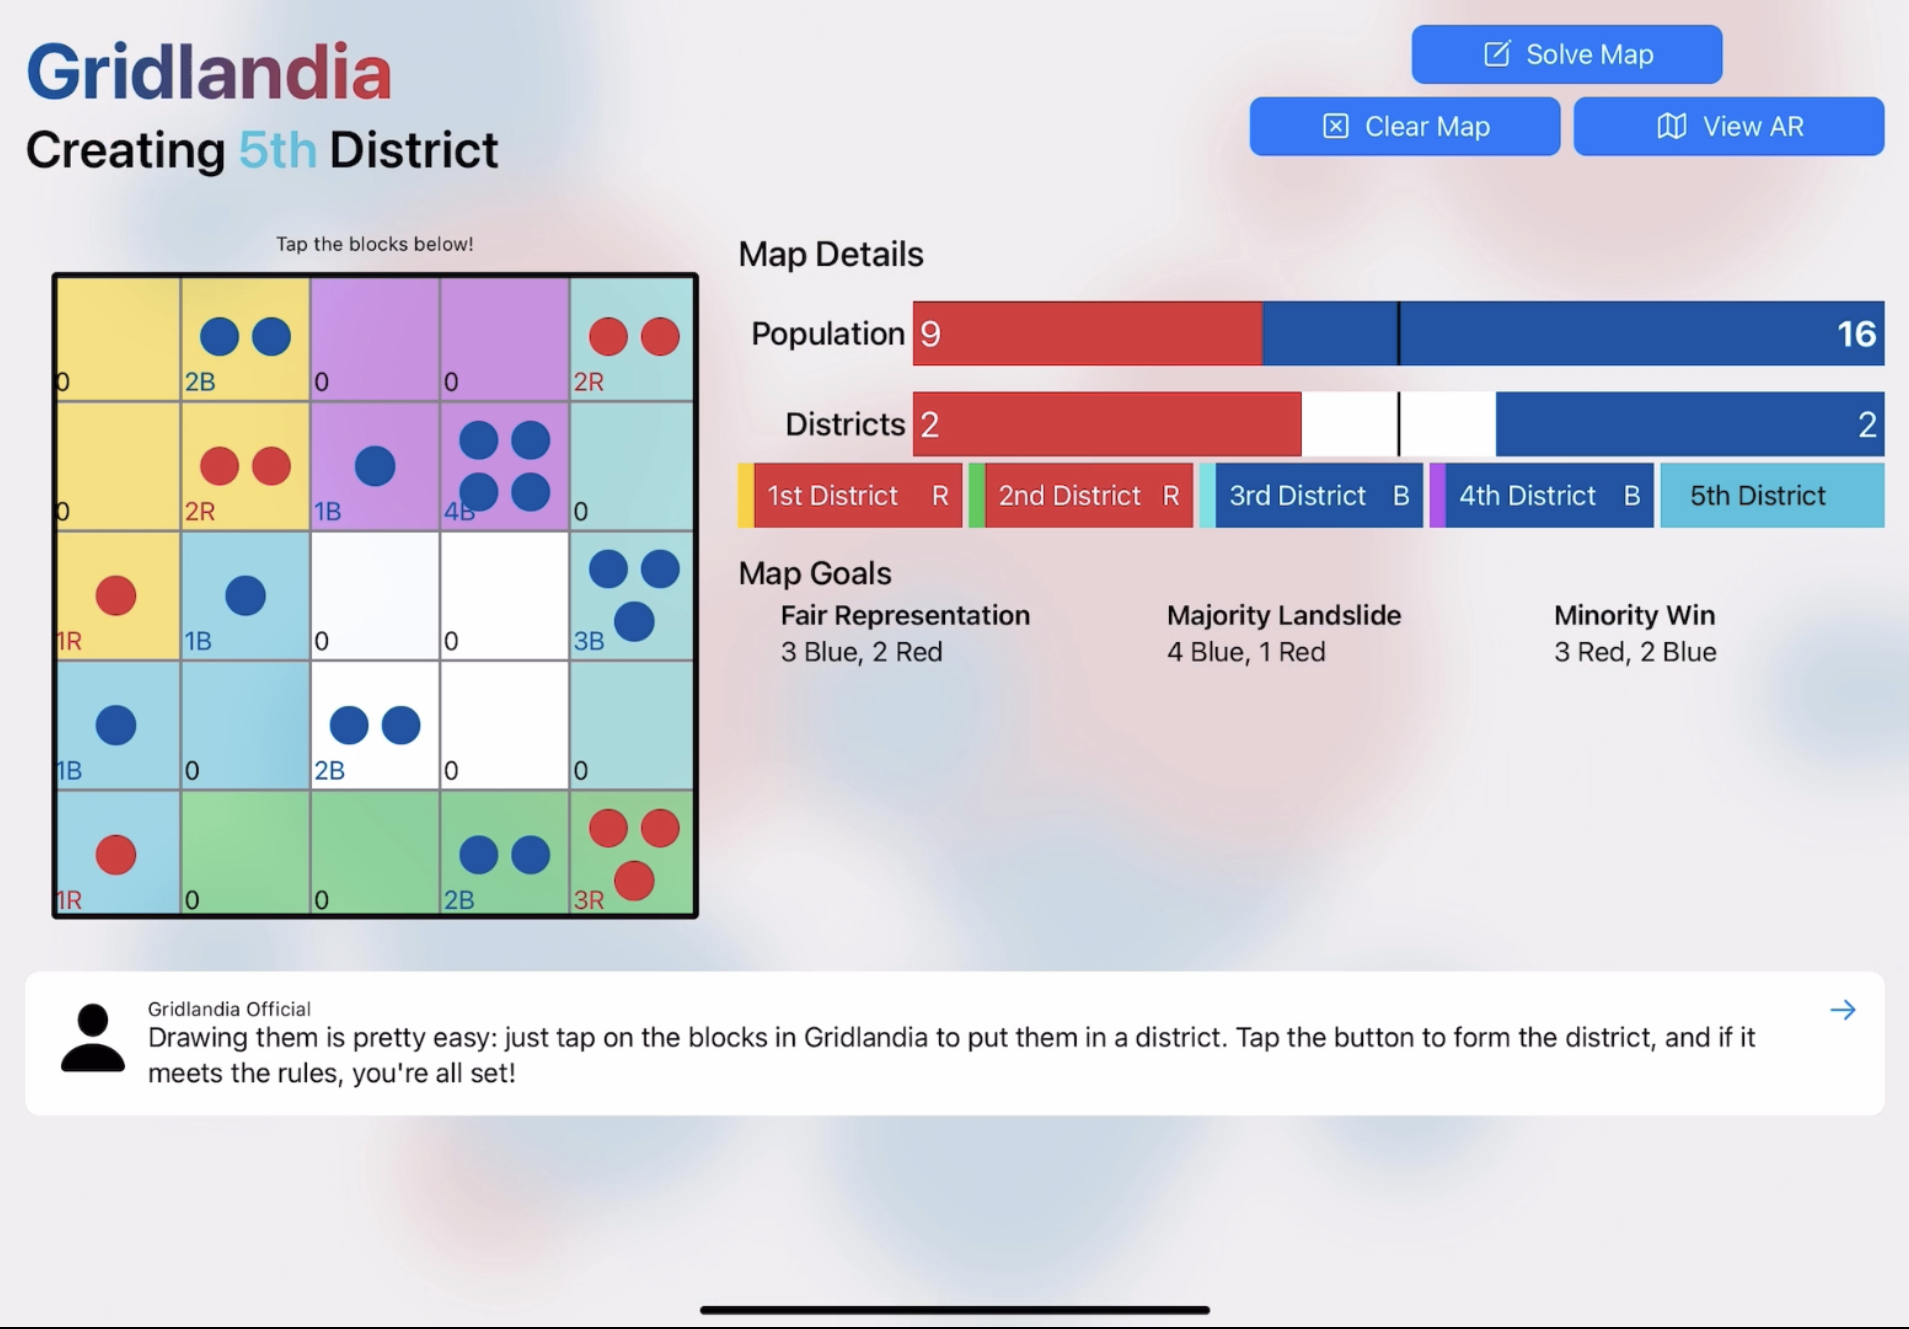 Gridlandia
Creating 5th District
Solve Map
Clear Map
View AR
Tap the blocks below!
0 2B 0 0 2R
0 2R 1B 4B 0
1R 1B 0 0 3B
1B 0 2B 0 0
1R 0 0 2B 3R
Map Details
Population 9 16
Districts 2 2
1st District R 2nd District R 3rd District B 4th District B 5th District
Map Goals
Fair Representation
3 Blue, 2 Red
Majority Landslide
4 Blue, 1 Red
Minority Win
3 Red, 2 Blue
Gridlandia Official
Drawing them is pretty easy: just tap on the blocks in Gridlandia to put them in a district. Tap the button to form the district, and if it
meets the rules, you're all set!